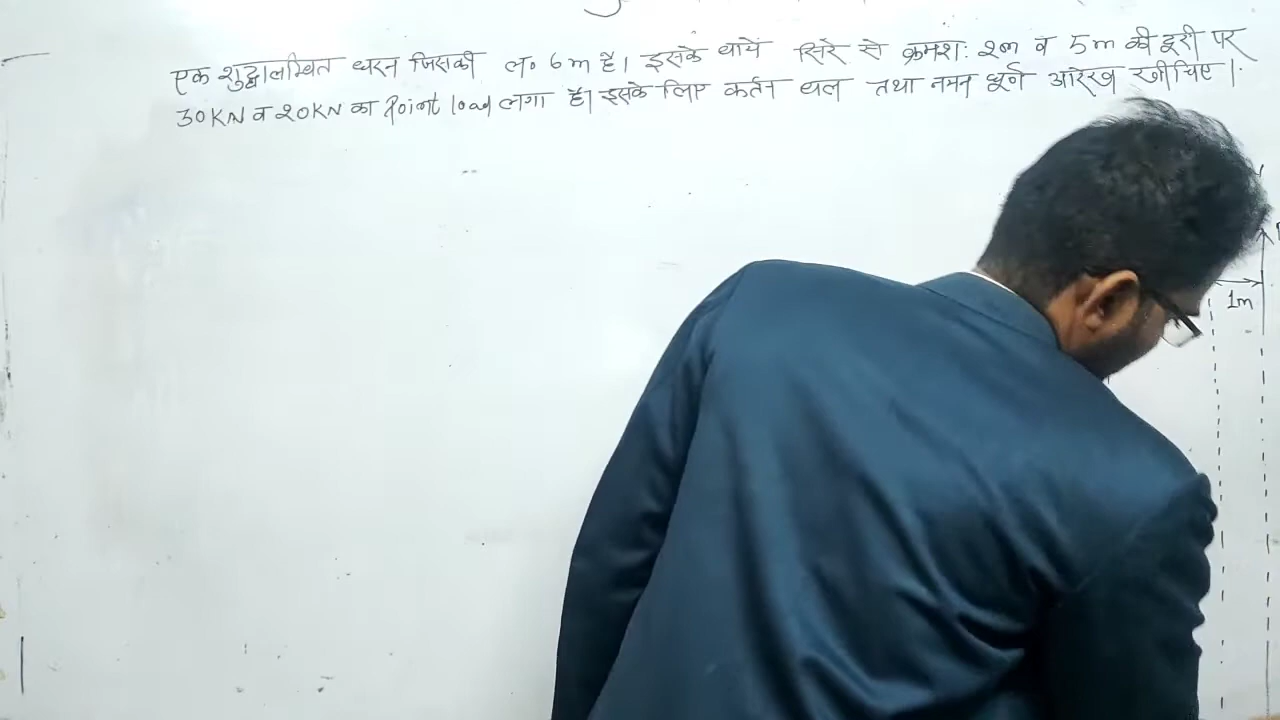 एक शुद्धालम्बित धरन जिसकी ल० 6m है। इसके बायें सिरे से क्रमशः 2m व 5m की दूरी पर
30KN व 20KN का Point load लगा है। इसके लिए कर्तन बल तथा नमन घूर्ण आरेख खींचिए।
1m